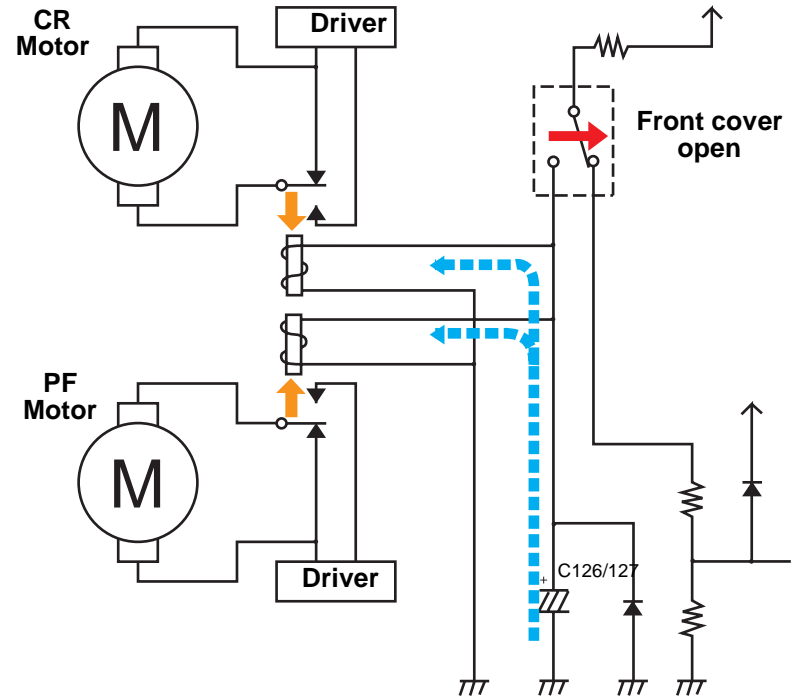 CR
Motor
M
Driver
Front cover
open
PF
Motor
M
Driver
+
C126/127